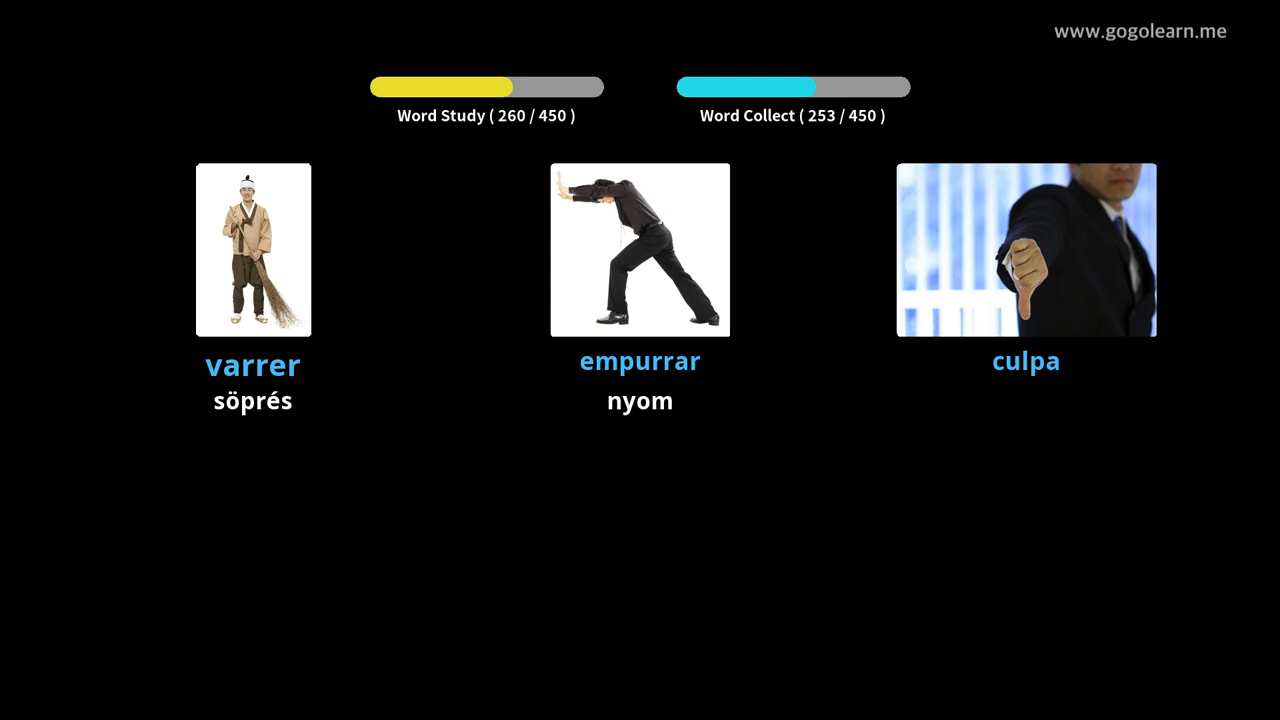 www.gogolearn.me
Word Study ( 260 / 450 )
Word Collect ( 253 / 450 )
varrer
empurrar
culpa
söprés
nyom